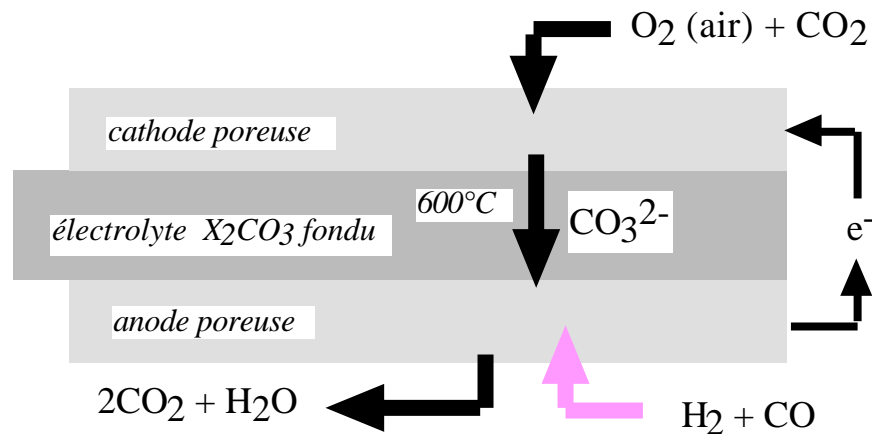 O₂ (air) + CO₂
cathode poreuse
600°C
CO₃²⁻
électrolyte X₂CO₃ fondu
e⁻
anode poreuse
2CO₂ + H₂O
H₂ + CO